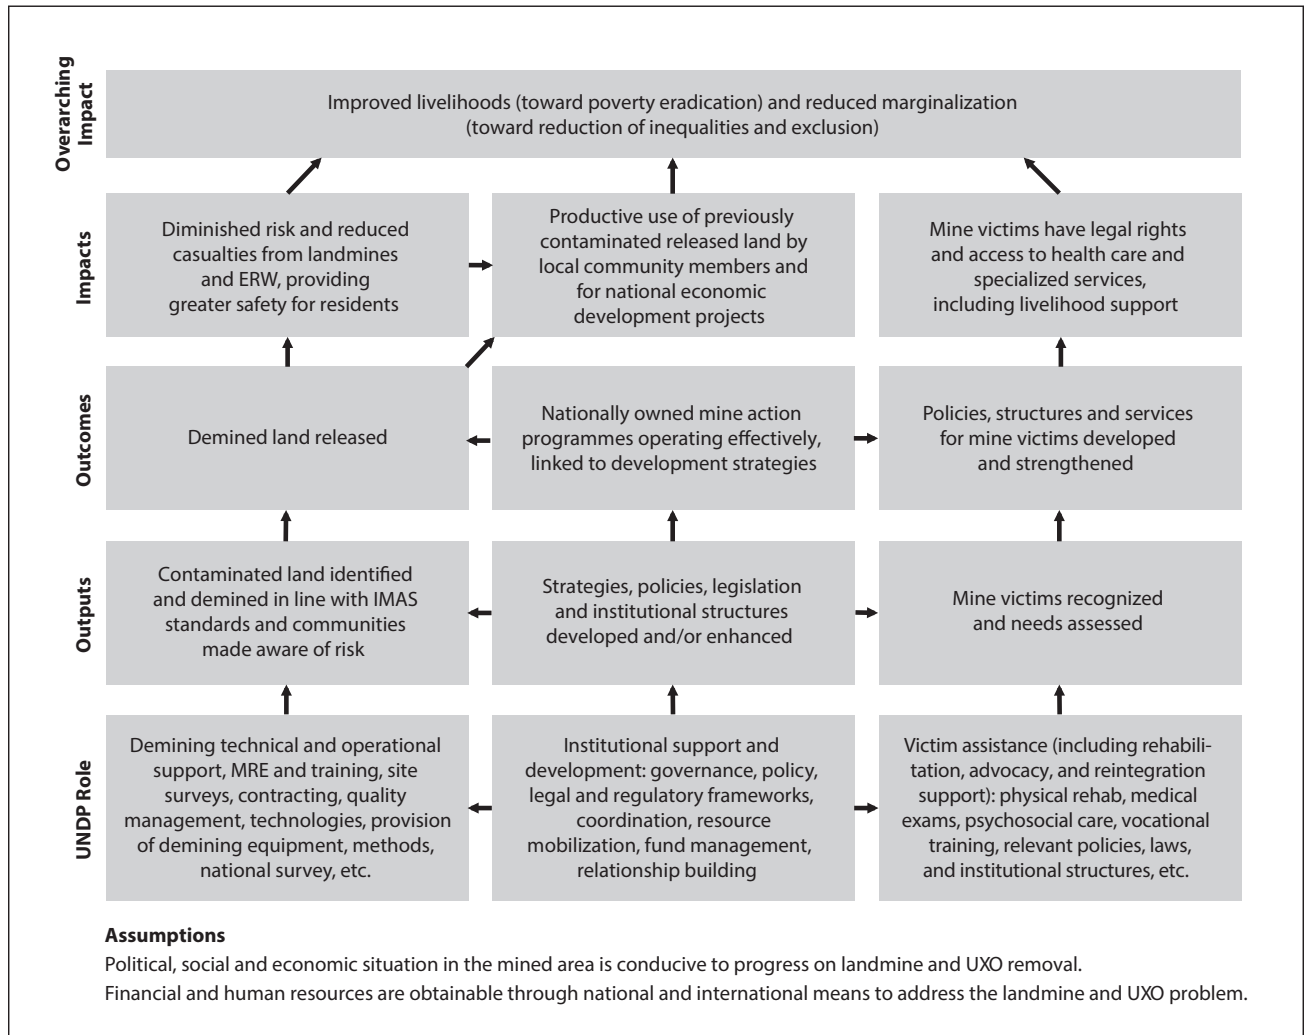 Overarching
Impact
Improved livelihoods (toward poverty eradication) and reduced marginalization
(toward reduction of inequalities and exclusion)
Impacts
Diminished risk and reduced
casualties from landmines
and ERW, providing
greater safety for residents
Productive use of previously
contaminated released land by
local community members and
for national economic
development projects
Mine victims have legal rights
and access to health care and
specialized services,
including livelihood support
Outcomes
Demined land released
Nationally owned mine action
programmes operating effectively,
linked to development strategies
Policies, structures and services
for mine victims developed
and strengthened
Outputs
Contaminated land identified
and demined in line with IMAS
standards and communities
made aware of risk
Strategies, policies, legislation
and institutional structures
developed and/or enhanced
Mine victims recognized
and needs assessed
UNDP Role
Demining technical and operational
support, MRE and training, site
surveys, contracting, quality
management, technologies, provision
of demining equipment, methods,
national survey, etc.
Institutional support and
development: governance, policy,
legal and regulatory frameworks,
coordination, resource
mobilization, fund management,
relationship building
Victim assistance (including rehabili-
tation, advocacy, and reintegration
support): physical rehab, medical
exams, psychosocial care, vocational
training, relevant policies, laws,
and institutional structures, etc.
Assumptions
Political, social and economic situation in the mined area is conducive to progress on landmine and UXO removal.
Financial and human resources are obtainable through national and international means to address the landmine and UXO problem.